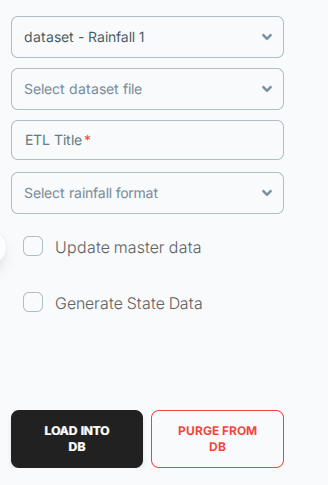 dataset - Rainfall 1
Select dataset file
ETL Title*
Select rainfall format
Update master data
Generate State Data
LOAD INTO
DB
PURGE FROM
DB